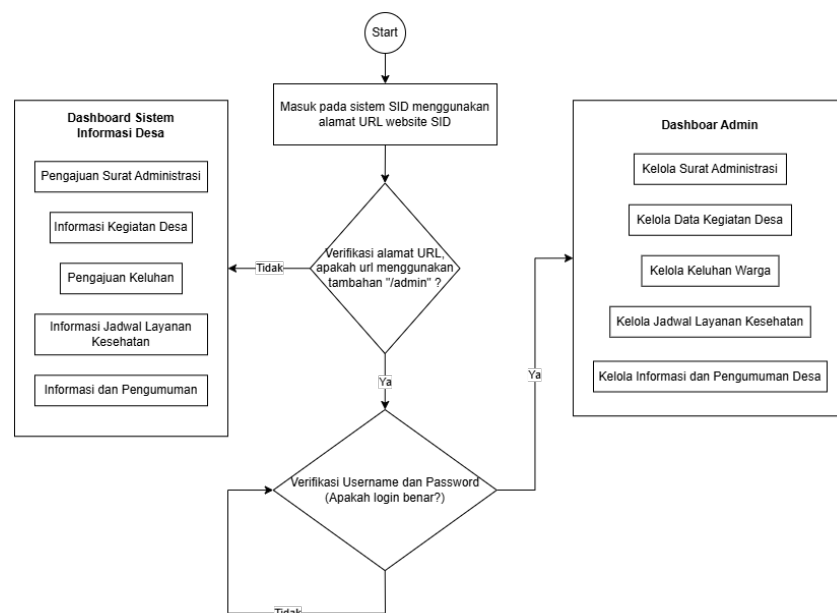 Start
Masuk pada sistem SID menggunakan
alamat URL website SID
Dashboard Sistem
Informasi Desa
Pengajuan Surat Administrasi
Informasi Kegiatan Desa
Pengajuan Keluhan
Informasi Jadwal Layanan
Kesehatan
Informasi dan Pengumuman
Verifikasi alamat URL,
apakah url menggunakan
tambahan "/admin" ?
Tidak
Ya
Verifikasi Username dan Password
(Apakah login benar?)
Tidak
Ya
Dashboar Admin
Kelola Surat Administrasi
Kelola Data Kegiatan Desa
Kelola Keluhan Warga
Kelola Jadwal Layanan Kesehatan
Kelola Informasi dan Pengumuman Desa